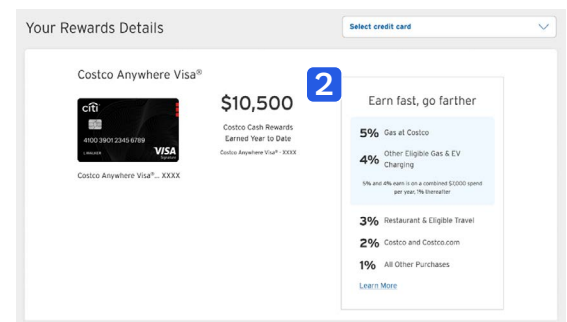 Your Rewards Details
Select credit card
Costco Anywhere Visa®
citi
4100 3901 2345 6789
L WALKER
VISA
Signature
Costco Anywhere Visa®... XXXX
$10,500
Costco Cash Rewards
Earned Year to Date
Costco Anywhere Visa® - XXXX
2
Earn fast, go farther
5% Gas at Costco
4% Other Eligible Gas & EV
Charging
5% and 4% earn is on a combined $7,000 spend
per year, 1% thereafter
3% Restaurant & Eligible Travel
2% Costco and Costco.com
1% All Other Purchases
Learn More